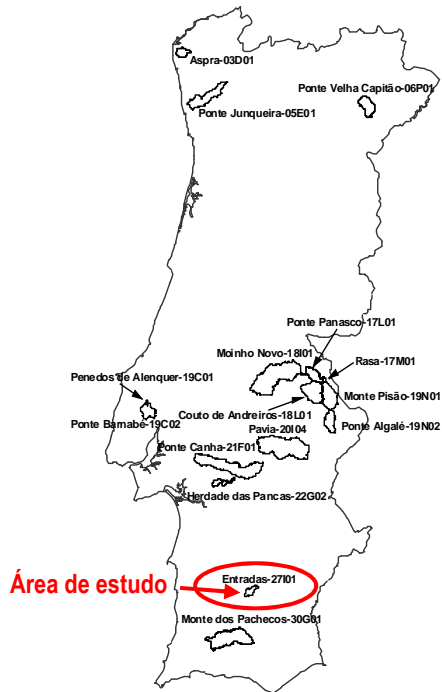 Aspra-03D01
Ponte Velha Capitão-06P01
Ponte Junqueira-05E01
Ponte Panasco-17L01
Moinho Novo-18I01
Rasa-17M01
Penedos de Alenquer-19C01
Monte Pisão-19N01
Couto de Andreiros-18L01
Ponte Barnabé-19C02
Pavia-20I04
Ponte Algalé-19N02
Ponte Canha-21F01
Herdade das Pancas-22G02
Entradas-27I01
Área de estudo
Monte dos Pachecos-30G01